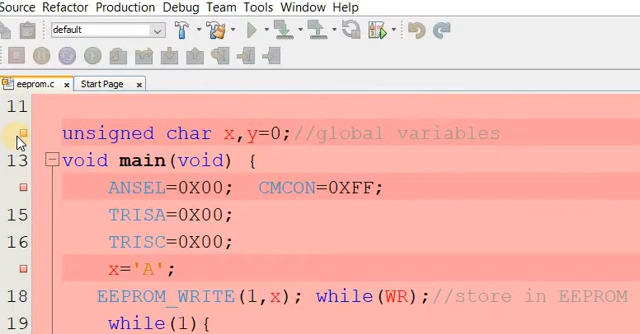 Source Refactor Production Debug Team Tools Window Help
default
eeprom.c x Start Page x
11
unsigned char x,y=0;//global variables
13 void main(void) {
ANSEL=0X00; CMCON=0XFF;
15 TRISA=0X00;
16 TRISC=0X00;
x='A';
18 EEPROM_WRITE(1,x); while(WR);//store in EEPROM
19 while(1){